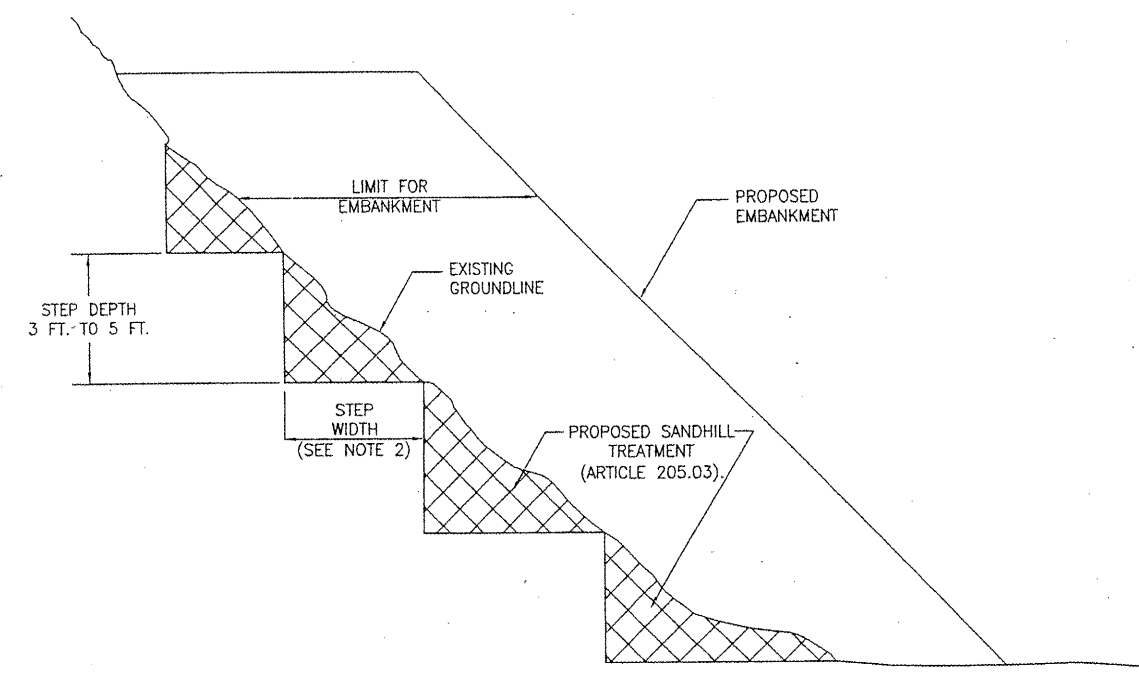 LIMIT FOR
EMBANKMENT
PROPOSED
EMBANKMENT
EXISTING
GROUNDLINE
STEP DEPTH
3 FT. TO 5 FT.
STEP
WIDTH
(SEE NOTE 2)
PROPOSED SANDHILL
TREATMENT
(ARTICLE 205.03).